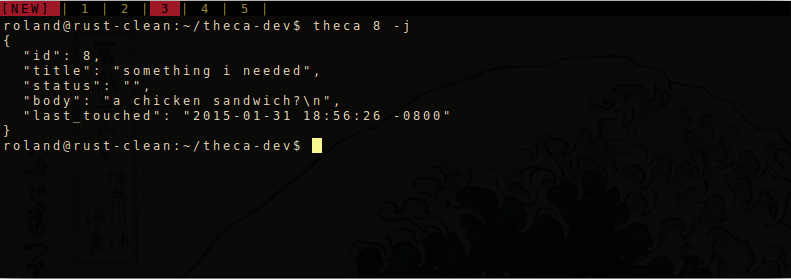 [NEW] | 1 | 2 | 3 | 4 | 5 |
roland@rust-clean:~/theca-dev$ theca 8 -j
{
  "id": 8,
  "title": "something i needed",
  "status": "",
  "body": "a chicken sandwich?\n",
  "last_touched": "2015-01-31 18:56:26 -0800"
}
roland@rust-clean:~/theca-dev$